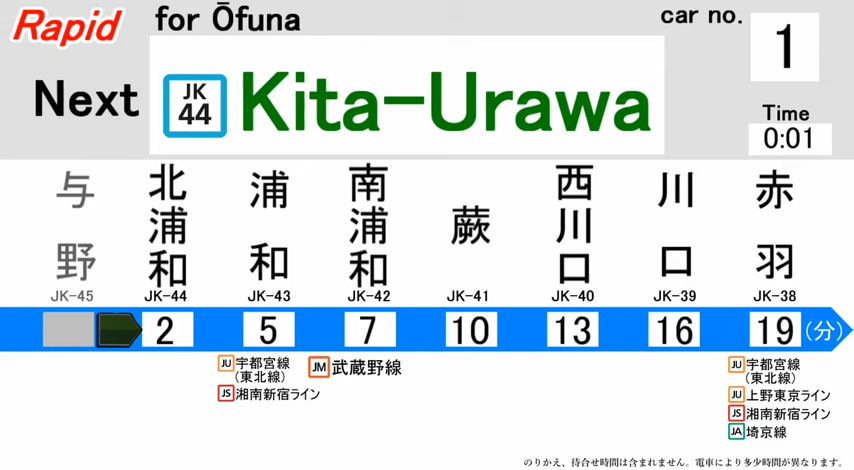 Rapid for Ōfuna
car no. 1
Next JK 44 Kita-Urawa
Time
0:01
与野
北浦和
浦和
南浦和
蕨
西川口
川口
赤羽
JK-45 JK-44 JK-43 JK-42 JK-41 JK-40 JK-39 JK-38
2 5 7 10 13 16 19 (分)
JU 宇都宮線
(東北線)
JS 湘南新宿ライン
JM 武蔵野線
JU 宇都宮線
(東北線)
JU 上野東京ライン
JS 湘南新宿ライン
JA 埼京線
のりかえ、待合せ時間は含まれません。電車により多少時間が異なります。